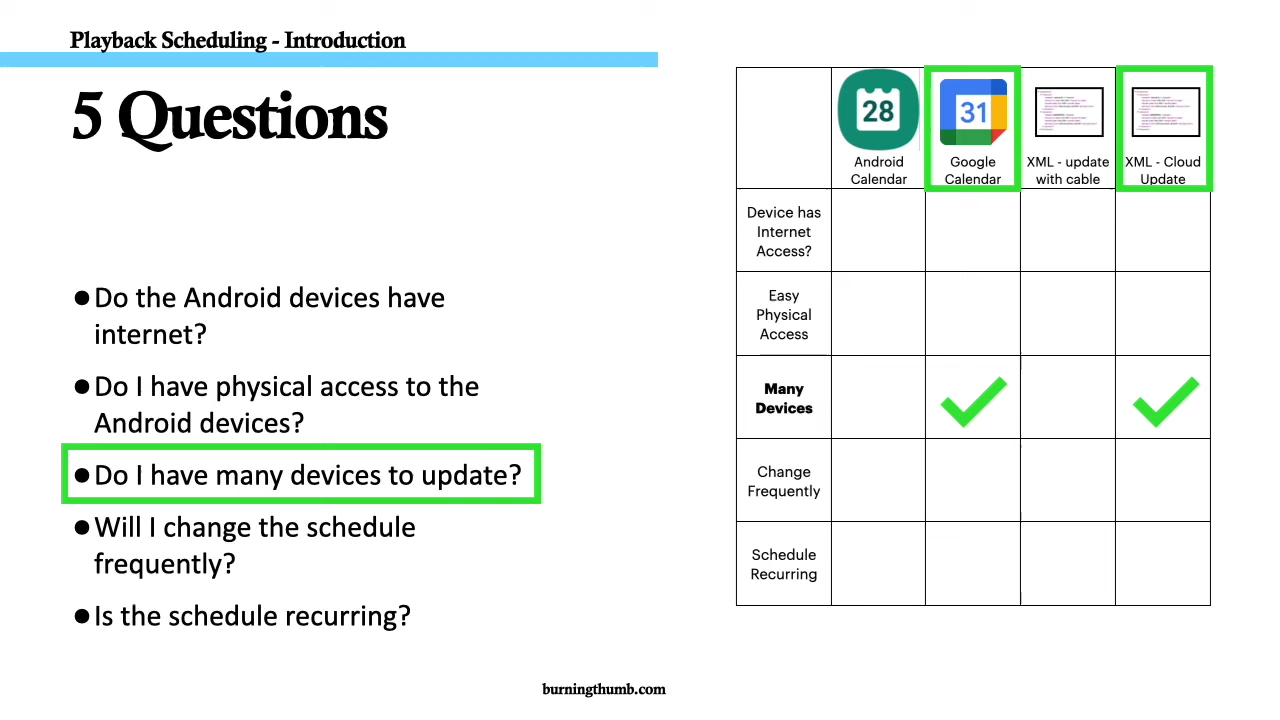 Playback Scheduling - Introduction
5 Questions
●Do the Android devices have
internet?
●Do I have physical access to the
Android devices?
●Do I have many devices to update?
●Will I change the schedule
frequently?
●Is the schedule recurring?
28
31
Android
Calendar
Google
Calendar
XML - update
with cable
XML - Cloud
Update
Device has
Internet
Access?
Easy
Physical
Access
Many
Devices
Change
Frequently
Schedule
Recurring
burningthumb.com